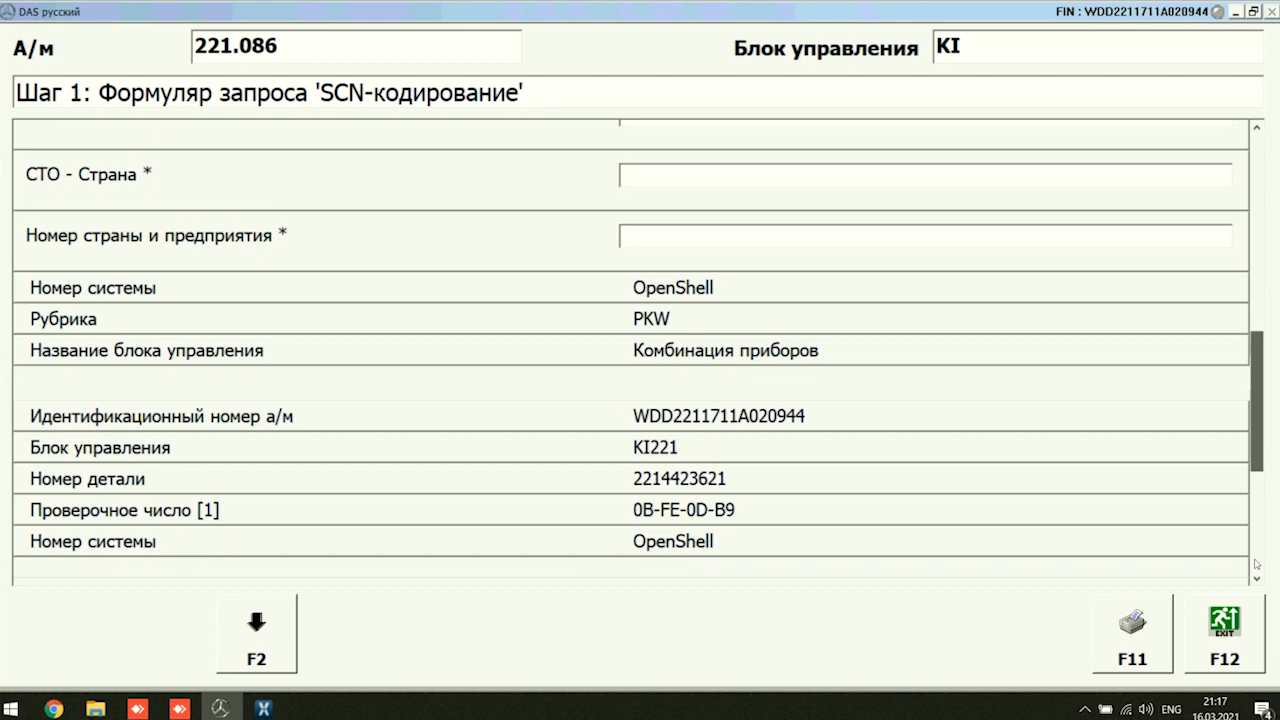 DAS русский
FIN : WDD2211711A020944
А/м
221.086
Блок управления
KI
Шаг 1: Формуляр запроса 'SCN-кодирование'
СТО - Страна *
Номер страны и предприятия *
Номер системы OpenShell
Рубрика PKW
Название блока управления Комбинация приборов
Идентификационный номер а/м WDD2211711A020944
Блок управления KI221
Номер детали 2214423621
Проверочное число [1] 0B-FE-0D-B9
Номер системы OpenShell
EXIT
F2
F11
F12
21:17
ENG
16.03.2021
4